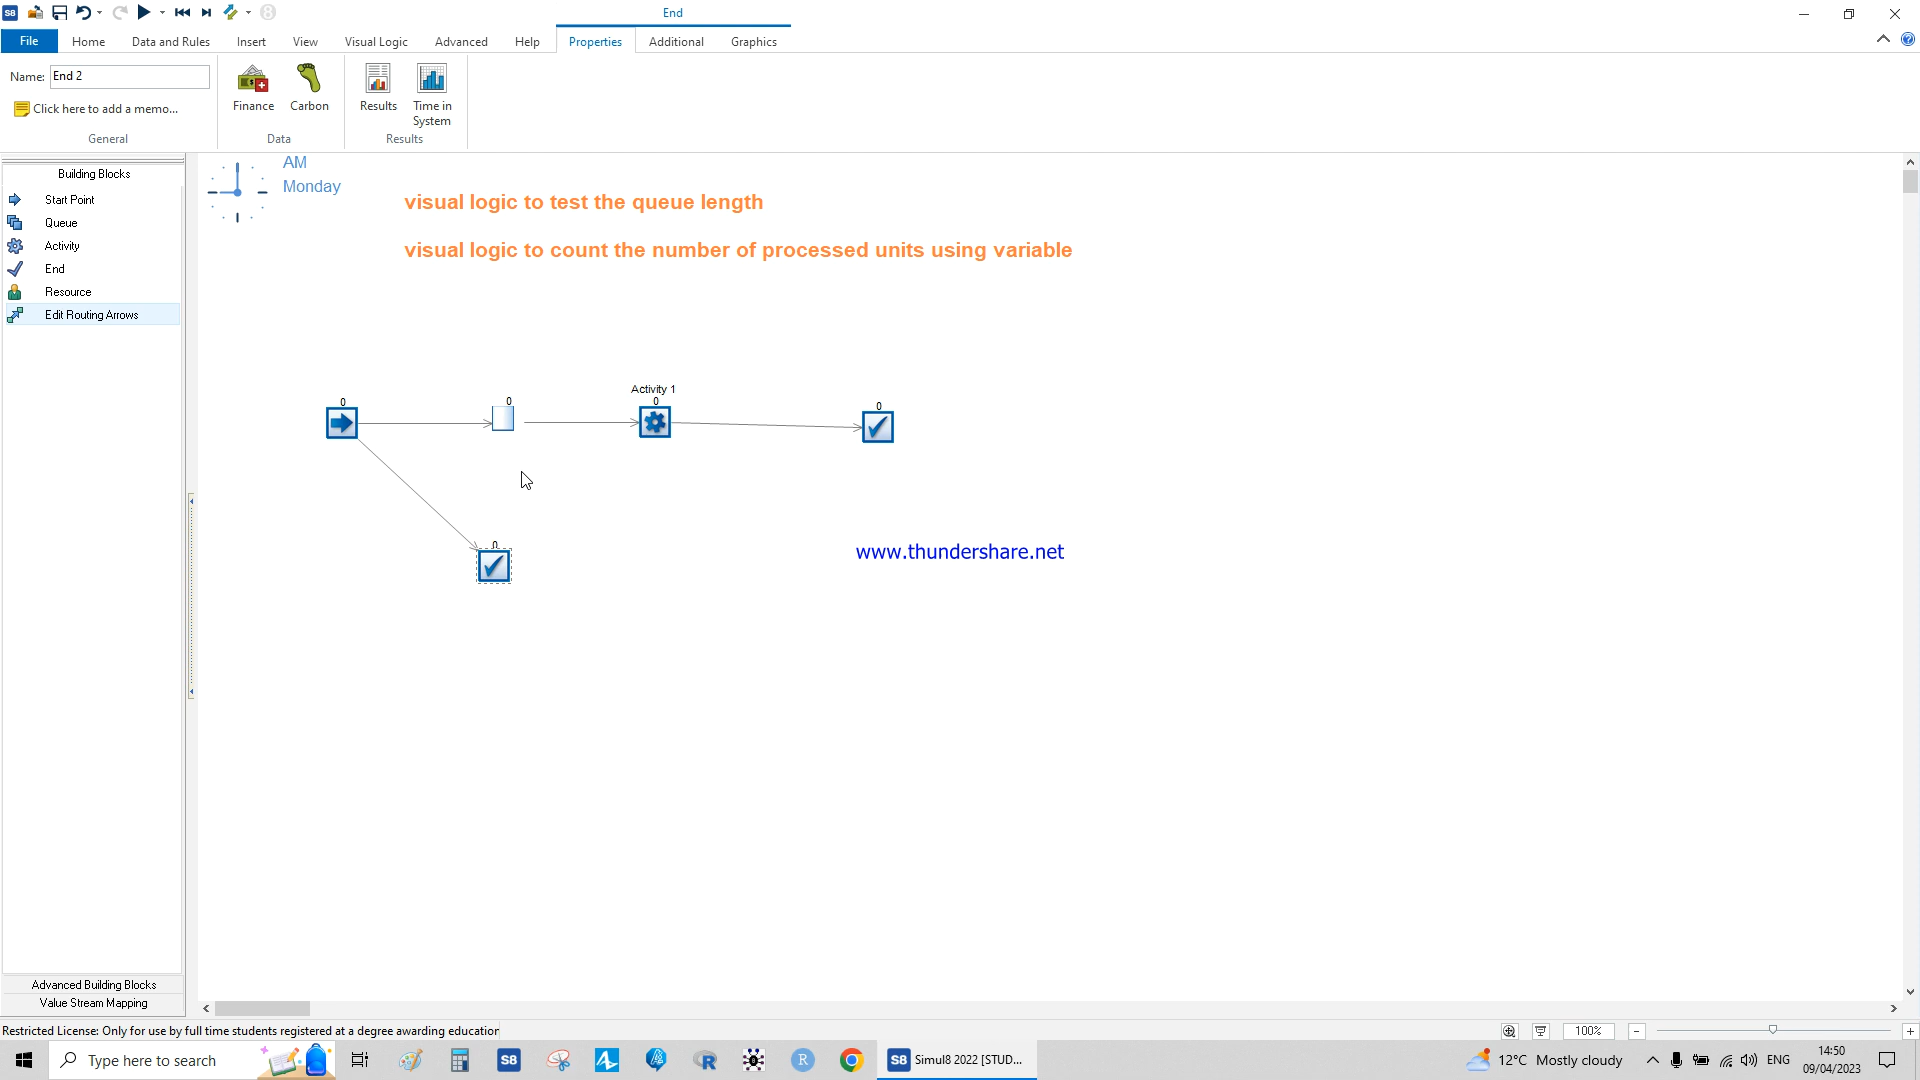 S8
End
File
Home
Data and Rules
Insert
View
Visual Logic
Advanced
Help
Properties
Additional
Graphics
Name:
End 2
Click here to add a memo...
General
Finance
Carbon
Data
Results
Time in
System
Results
Building Blocks
Start Point
Queue
Activity
End
Resource
Edit Routing Arrows
AM
Monday
visual logic to test the queue length
visual logic to count the number of processed units using variable
0
0
Activity 1
0
0
0
www.thundershare.net
Advanced Building Blocks
Value Stream Mapping
Restricted License: Only for use by full time students registered at a degree awarding education
100%
Type here to search
S8
R
R
S8 Simul8 2022 [STUD...
12°C Mostly cloudy
ENG
14:50
09/04/2023